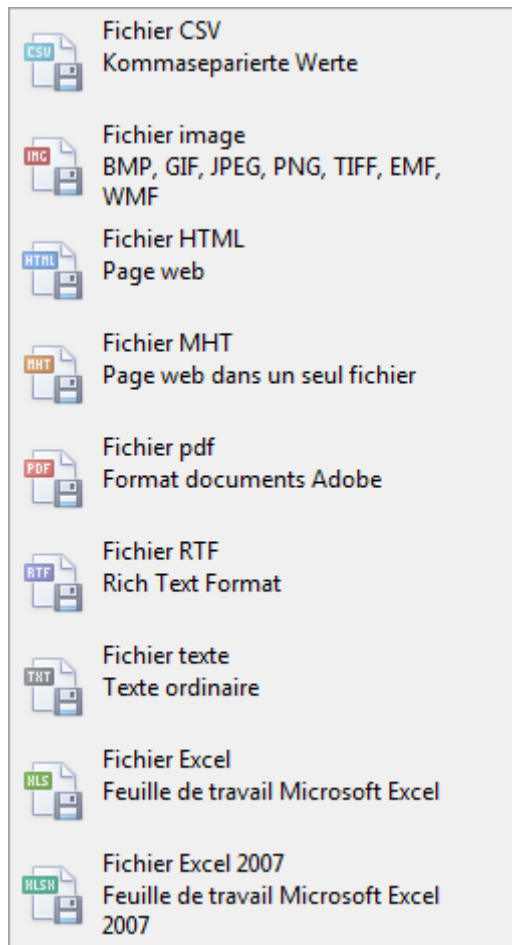 CSV
Fichier CSV
Kommaseparierte Werte
IMG
Fichier image
BMP, GIF, JPEG, PNG, TIFF, EMF,
WMF
HTML
Fichier HTML
Page web
MHT
Fichier MHT
Page web dans un seul fichier
PDF
Fichier pdf
Format documents Adobe
RTF
Fichier RTF
Rich Text Format
TXT
Fichier texte
Texte ordinaire
XLS
Fichier Excel
Feuille de travail Microsoft Excel
XLSX
Fichier Excel 2007
Feuille de travail Microsoft Excel
2007